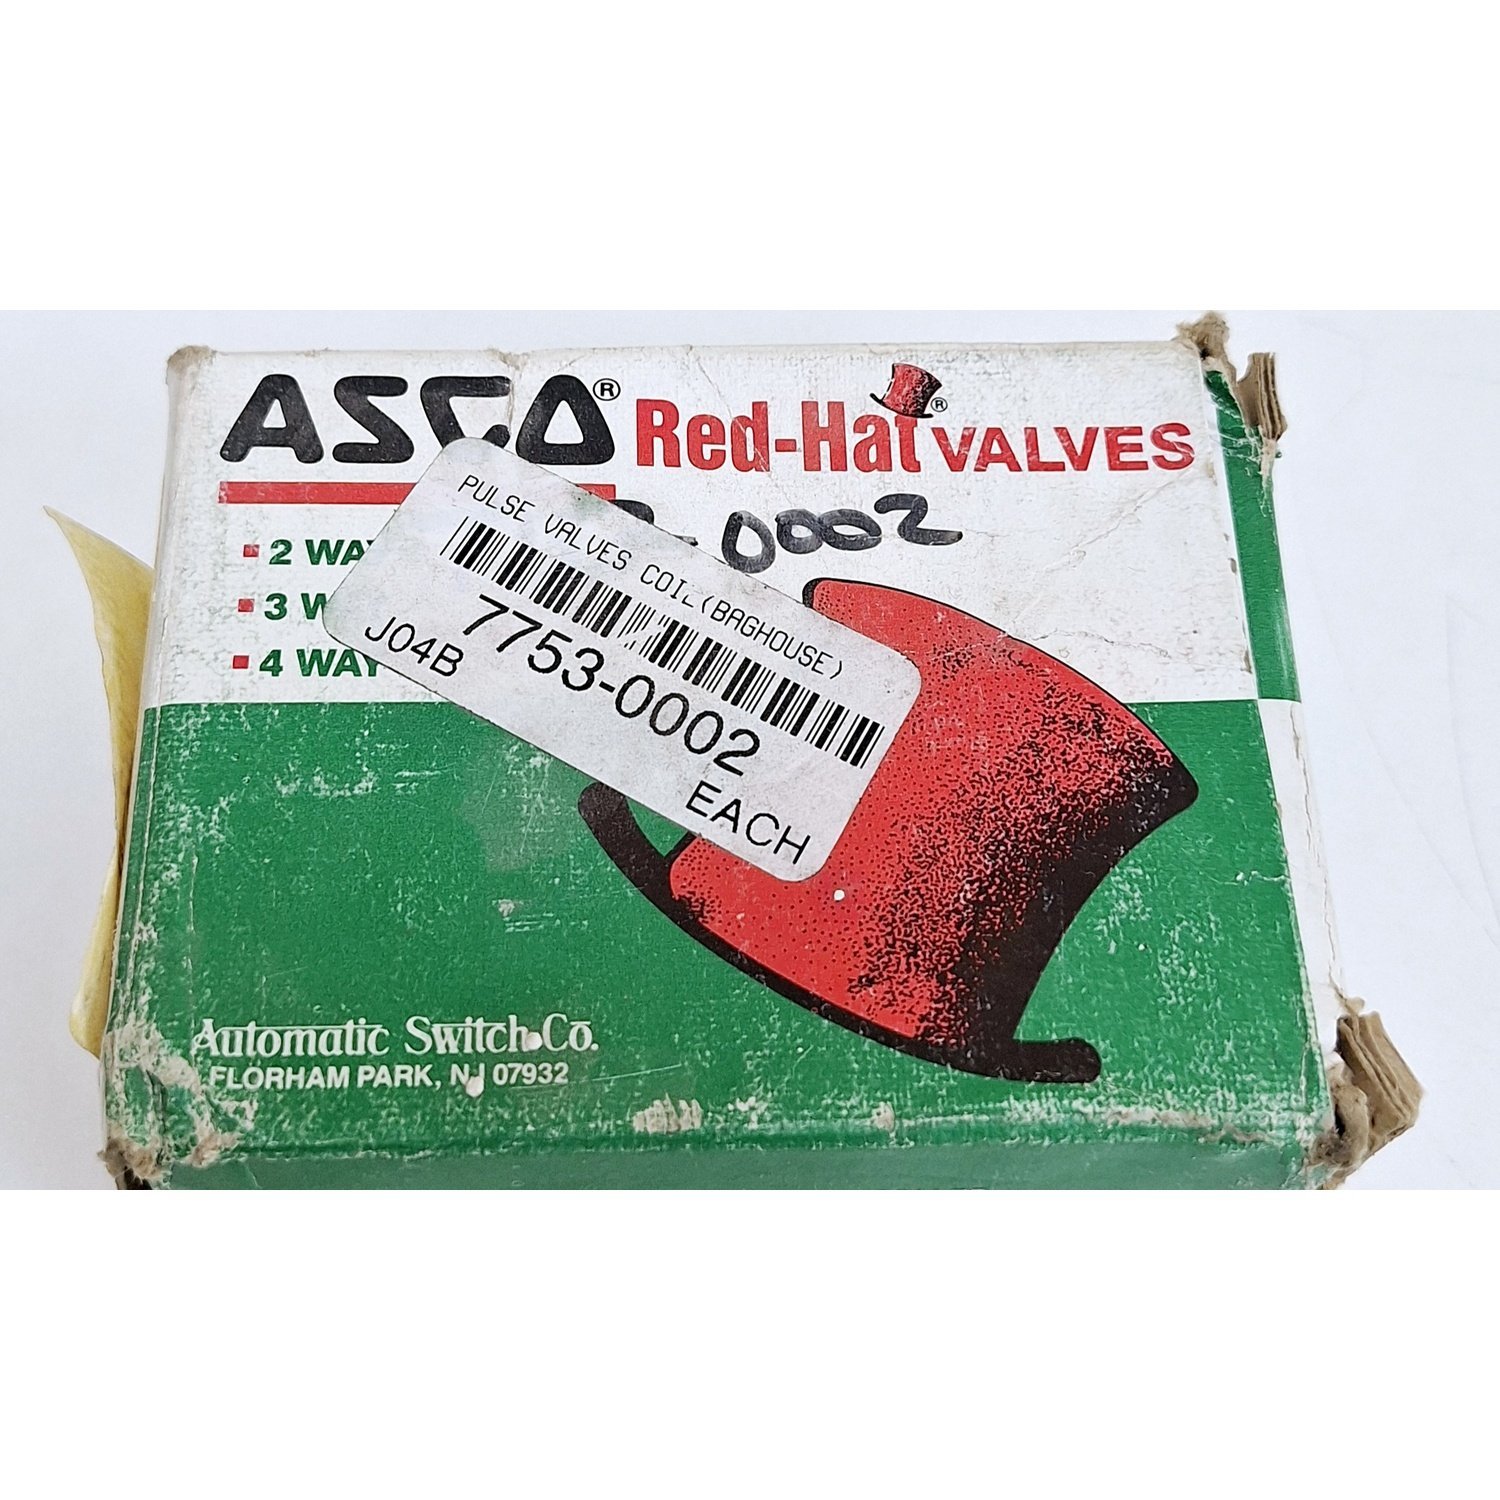 ASCO® Red-Hat® VALVES
-0002
2 WAY
3 W
4 WAY
PULSE VALVES COIL(BAGHOUSE)
7753-0002
J04B
EACH
Automatic Switch Co.
FLORHAM PARK, NJ 07932